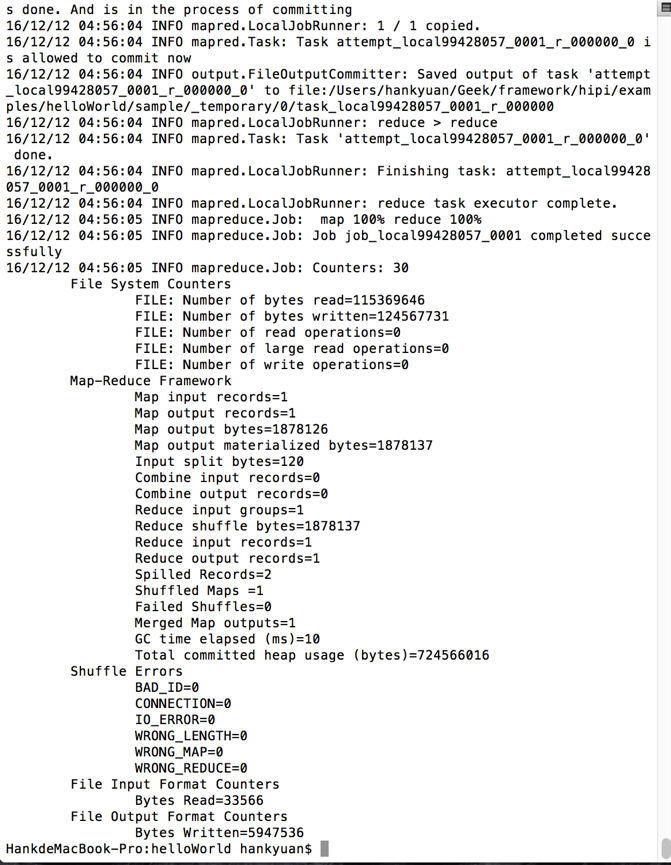 s done. And is in the process of committing
16/12/12 04:56:04 INFO mapred.LocalJobRunner: 1 / 1 copied.
16/12/12 04:56:04 INFO mapred.Task: Task attempt_local99428057_0001_r_000000_0 i
s allowed to commit now
16/12/12 04:56:04 INFO output.FileOutputCommitter: Saved output of task 'attempt
_local99428057_0001_r_000000_0' to file:/Users/hankyuan/Geek/framework/hipi/exam
ples/helloWorld/sample/_temporary/0/task_local99428057_0001_r_000000
16/12/12 04:56:04 INFO mapred.LocalJobRunner: reduce > reduce
16/12/12 04:56:04 INFO mapred.Task: Task 'attempt_local99428057_0001_r_000000_0'
 done.
16/12/12 04:56:04 INFO mapred.LocalJobRunner: Finishing task: attempt_local99428
057_0001_r_000000_0
16/12/12 04:56:04 INFO mapred.LocalJobRunner: reduce task executor complete.
16/12/12 04:56:05 INFO mapreduce.Job:  map 100% reduce 100%
16/12/12 04:56:05 INFO mapreduce.Job: Job job_local99428057_0001 completed succe
ssfully
16/12/12 04:56:05 INFO mapreduce.Job: Counters: 30
File System Counters
FILE: Number of bytes read=115369646
FILE: Number of bytes written=124567731
FILE: Number of read operations=0
FILE: Number of large read operations=0
FILE: Number of write operations=0
Map-Reduce Framework
Map input records=1
Map output records=1
Map output bytes=1878126
Map output materialized bytes=1878137
Input split bytes=120
Combine input records=0
Combine output records=0
Reduce input groups=1
Reduce shuffle bytes=1878137
Reduce input records=1
Reduce output records=1
Spilled Records=2
Shuffled Maps =1
Failed Shuffles=0
Merged Map outputs=1
GC time elapsed (ms)=10
Total committed heap usage (bytes)=724566016
Shuffle Errors
BAD_ID=0
CONNECTION=0
IO_ERROR=0
WRONG_LENGTH=0
WRONG_MAP=0
WRONG_REDUCE=0
File Input Format Counters
Bytes Read=33566
File Output Format Counters
Bytes Written=5947536
HankdeMacBook-Pro:helloWorld hankyuan$